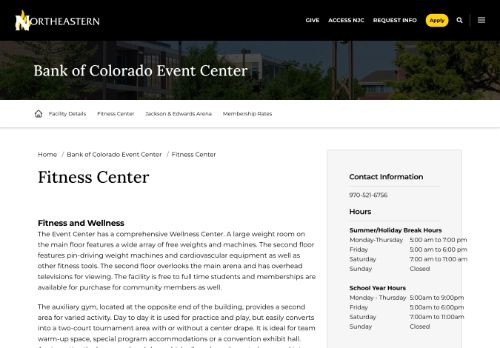 NORTHEASTERN
GIVE ACCESS NJC REQUEST INFO Apply
Bank of Colorado Event Center
Facility Details Fitness Center Jackson & Edwards Arena Membership Rates
Home / Bank of Colorado Event Center / Fitness Center
Fitness Center
Fitness and Wellness
The Event Center has a comprehensive Wellness Center. A large weight room on
the main floor features a wide array of free weights and machines. The second floor
features pin-driving weight machines and cardiovascular equipment as well as
other fitness tools. The second floor overlooks the main arena and has overhead
televisions for viewing. The facility is free to full time students and memberships are
available for purchase for community members as well.
The auxiliary gym, located at the opposite end of the building, provides a second
area for varied activity. Day to day it is used for practice and play, but easily converts
into a two-court tournament area with or without a center drape. It is ideal for team
warm-up space, special program accommodations or a convention exhibit hall.
Contact Information
970-521-6756
Hours
Summer/Holiday Break Hours
Monday-Thursday 5:00 am to 7:00 pm
Friday 5:00 am to 6:00 pm
Saturday 7:00 am to 11:00 am
Sunday Closed
School Year Hours
Monday - Thursday 5:00am to 9:00pm
Friday 5:00am to 6:00pm
Saturday 7:00am to 11:00am
Sunday Closed